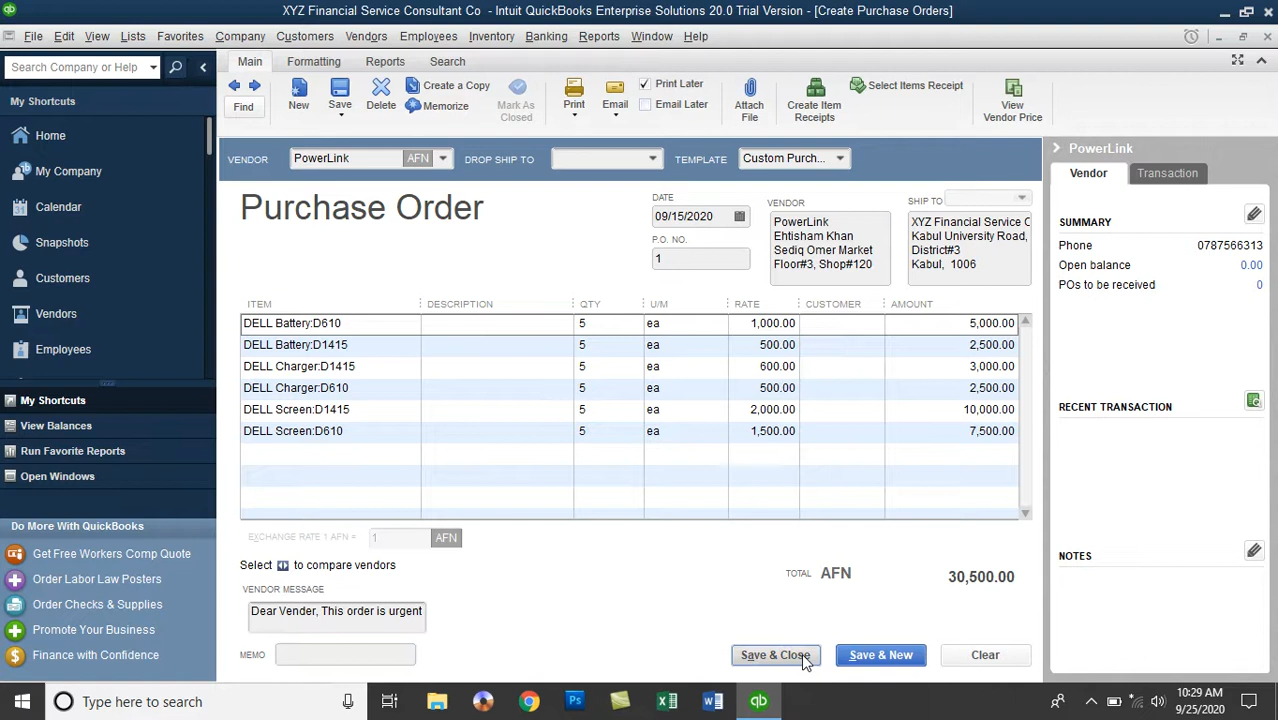 XYZ Financial Service Consultant Co - Intuit QuickBooks Enterprise Solutions 20.0 Trial Version - [Create Purchase Orders]
File Edit View Lists Favorites Company Customers Vendors Employees Inventory Banking Reports Window Help
Search Company or Help
My Shortcuts
Home
My Company
Calendar
Snapshots
Customers
Vendors
Employees
My Shortcuts
View Balances
Run Favorite Reports
Open Windows
Do More With QuickBooks
Get Free Workers Comp Quote
Order Labor Law Posters
Order Checks & Supplies
Promote Your Business
Finance with Confidence
Main Formatting Reports Search
Find
New
Save
Delete
Create a Copy
Memorize
Mark As
Closed
Print
Email
Print Later
Email Later
Attach
File
Create Item
Receipts
Select Items Receipt
View
Vendor Price
VENDOR PowerLink AFN DROP SHIP TO TEMPLATE Custom Purch...
Purchase Order
DATE
09/15/2020
P.O. NO.
1
VENDOR
PowerLink
Ehtisham Khan
Sediq Omer Market
Floor#3, Shop#120
SHIP TO
XYZ Financial Service C
Kabul University Road,
District#3
Kabul, 1006
ITEM DESCRIPTION QTY U/M RATE CUSTOMER AMOUNT
DELL Battery:D610 5 ea 1,000.00 5,000.00
DELL Battery:D1415 5 ea 500.00 2,500.00
DELL Charger:D1415 5 ea 600.00 3,000.00
DELL Charger:D610 5 ea 500.00 2,500.00
DELL Screen:D1415 5 ea 2,000.00 10,000.00
DELL Screen:D610 5 ea 1,500.00 7,500.00
EXCHANGE RATE 1 AFN = 1 AFN
Select to compare vendors
TOTAL AFN 30,500.00
VENDOR MESSAGE
Dear Vender, This order is urgent
MEMO
Save & Close Save & New Clear
PowerLink
Vendor Transaction
SUMMARY
Phone 0787566313
Open balance 0.00
POs to be received 0
RECENT TRANSACTION
NOTES
Type here to search
10:29 AM
9/25/2020